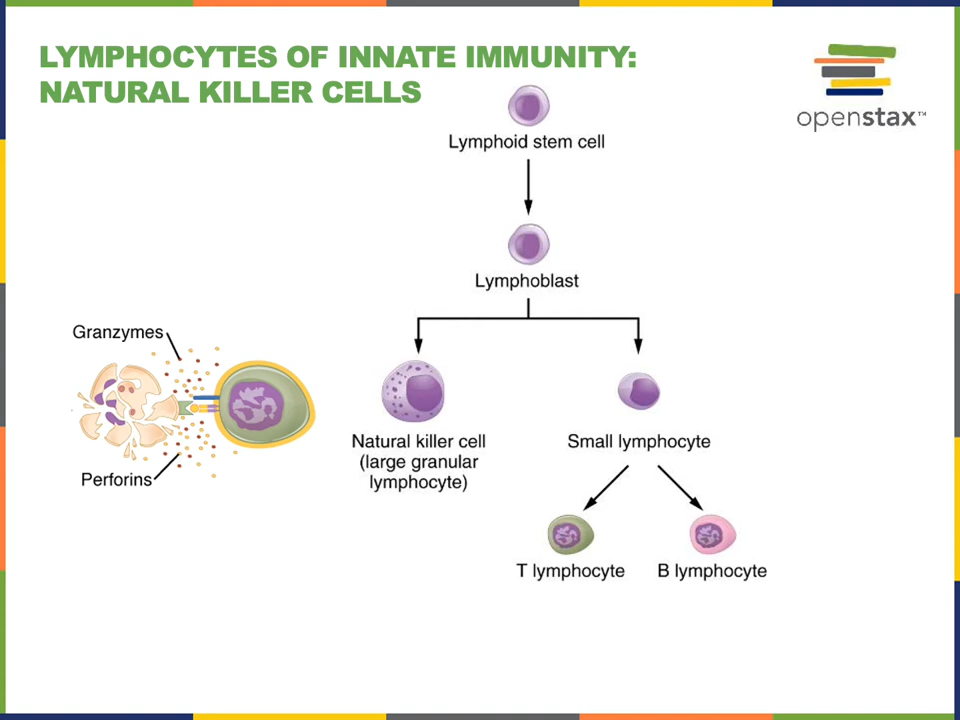 LYMPHOCYTES OF INNATE IMMUNITY:
NATURAL KILLER CELLS
openstax™
Lymphoid stem cell
Lymphoblast
Granzymes
Perforins
Natural killer cell
(large granular
lymphocyte)
Small lymphocyte
T lymphocyte
B lymphocyte